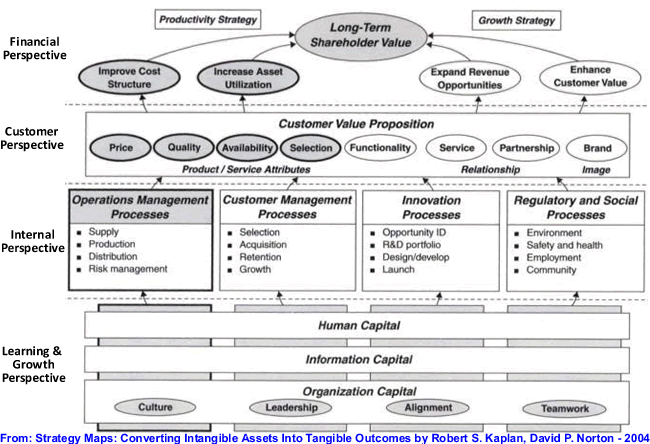 Productivity Strategy
Growth Strategy
Financial
Perspective
Long-Term
Shareholder Value
Improve Cost
Structure
Increase Asset
Utilization
Expand Revenue
Opportunities
Enhance
Customer Value
Customer
Perspective
Customer Value Proposition
Price
Quality
Availability
Selection
Functionality
Service
Partnership
Brand
Product / Service Attributes
Relationship
Image
Internal
Perspective
Operations Management
Processes
▪ Supply
▪ Production
▪ Distribution
▪ Risk management
Customer Management
Processes
▪ Selection
▪ Acquisition
▪ Retention
▪ Growth
Innovation
Processes
▪ Opportunity ID
▪ R&D portfolio
▪ Design/develop
▪ Launch
Regulatory and Social
Processes
▪ Environment
▪ Safety and health
▪ Employment
▪ Community
Learning &
Growth
Perspective
Human Capital
Information Capital
Organization Capital
Culture
Leadership
Alignment
Teamwork
From: Strategy Maps: Converting Intangible Assets Into Tangible Outcomes by Robert S. Kaplan, David P. Norton - 2004